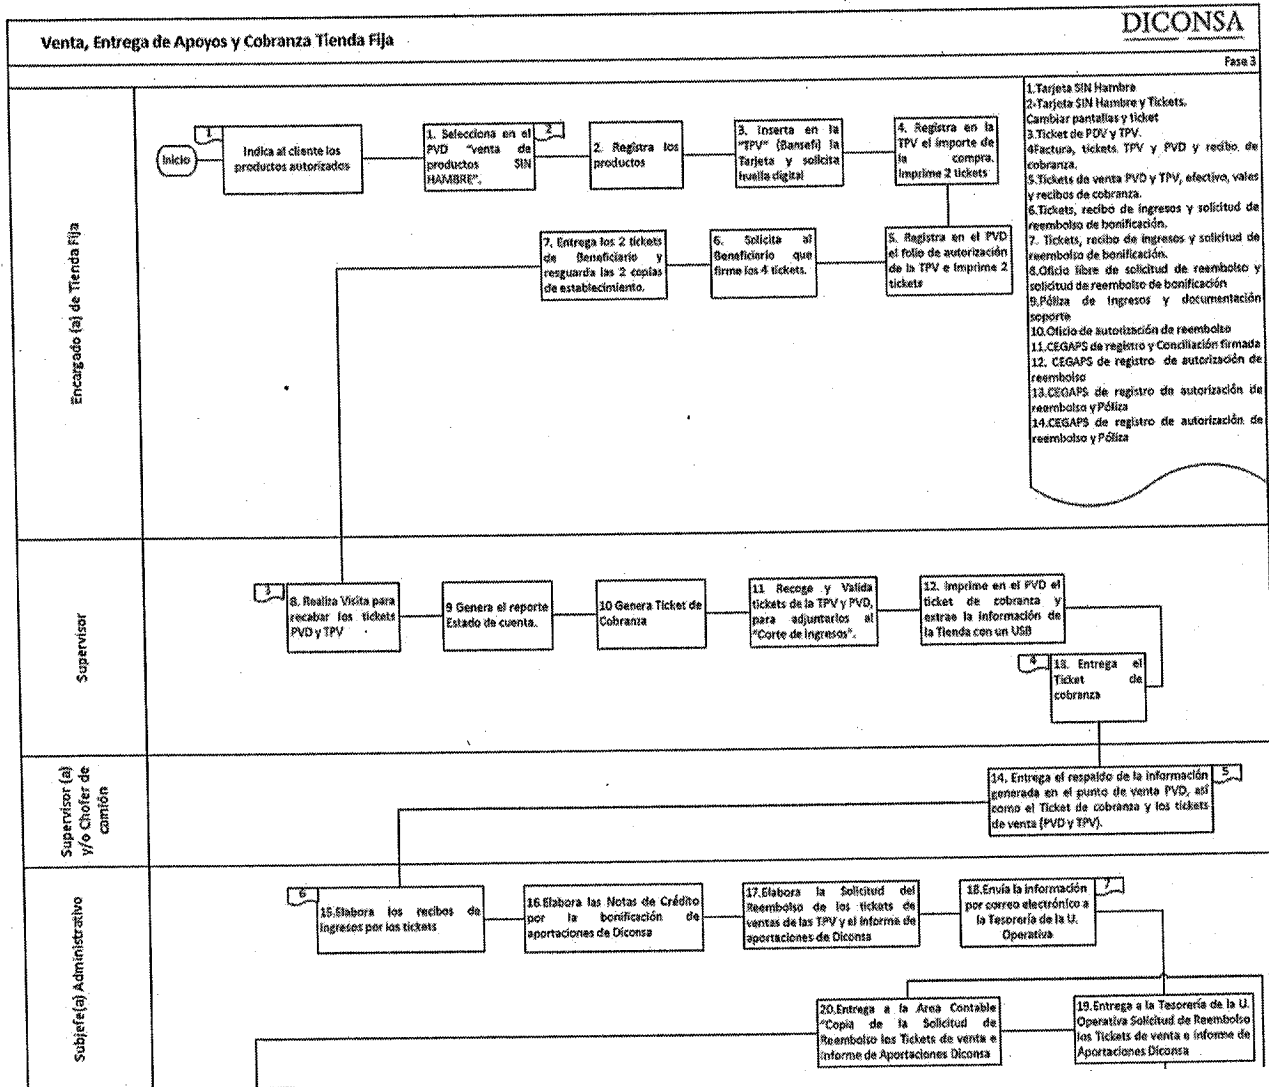 DICONSA
Venta, Entrega de Apoyos y Cobranza Tienda Fija
Fase 3
Encargado (a) de Tienda Fija
Inicio
1
Indica al cliente los
productos autorizados
2
1. Selecciona en el
PVD "venta de
productos SIN
HAMBRE".
2. Registra los
productos
3. Inserta en la
"TPV" (Bansefi) la
Tarjeta y solicita
huella digital
4. Registra en la
TPV el importe de
la compra.
Imprime 2 tickets
5. Registra en el PVD
el folio de autorización
de la TPV e Imprime 2
tickets
6. Solicita al
Beneficiario que
firme los 4 tickets.
7. Entrega los 2 tickets
de Beneficiario y
resguarda las 2 copias
de establecimiento.
1.Tarjeta SIN Hambre
2-Tarjeta SIN Hambre y Tickets.
Cambiar pantallas y ticket
3.Ticket de PDV y TPV.
4Factura, tickets TPV y PVD y recibo de
cobranza.
5.Tickets de venta PVD y TPV, efectivo, vales
y recibos de cobranza.
6.Tickets, recibo de ingresos y solicitud de
reembolso de bonificación.
7. Tickets, recibo de ingresos y solicitud de
reembolso de bonificación.
8.Oficio libre de solicitud de reembolso y
solicitud de reembolso de bonificación
9.Póliza de Ingresos y documentación
soporte
10.Oficio de autorización de reembolso
11.CEGAPS de registro y Conciliación firmada
12. CEGAPS de registro de autorización de
reembolso
13.CEGAPS de registro de autorización de
reembolso y Póliza
14.CEGAPS de registro de autorización de
reembolso y Póliza
Supervisor
3
8. Realiza Visita para
recabar los tickets
PVD y TPV
9 Genera el reporte
Estado de cuenta.
10 Genera Ticket de
Cobranza
11 Recoge y Valida
tickets de la TPV y PVD,
para adjuntarlos al
"Corte de Ingresos".
12. Imprime en el PVD el
ticket de cobranza y
extrae la información de
la Tienda con un USB
4
13. Entrega el
Ticket de
cobranza
Supervisor (a)
y/o Chofer de
camión
14. Entrega el respaldo de la información
generada en el punto de venta PVD, así
como el Ticket de cobranza y los tickets
de venta (PVD y TPV).
5
Subjefe(a) Administrativo
6
15.Elabora los recibos de
ingresos por los tickets
16.Elabora las Notas de Crédito
por la bonificación de
aportaciones de Diconsa
17.Elabora la Solicitud del
Reembolso de los tickets de
ventas de las TPV y el informe de
aportaciones de Diconsa
18.Envía la información
por correo electrónico a
la Tesorería de la U.
Operativa
7
19.Entrega a la Tesorería de la U.
Operativa Solicitud de Reembolso
los Tickets de venta e informe de
Aportaciones Diconsa
20.Entrega a la Area Contable
"Copia de la Solicitud de
Reembolso los Tickets de venta e
Informe de Aportaciones Diconsa